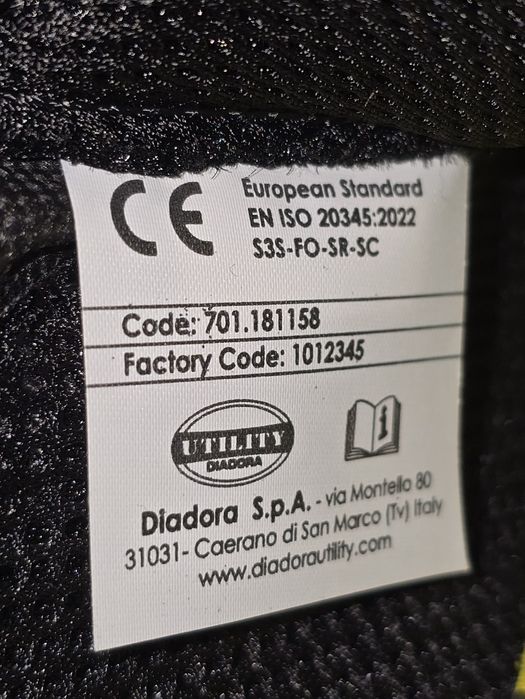 CE
European Standard
EN ISO 20345:2022
S3S-FO-SR-SC
Code: 701.181158
Factory Code: 1012345
UTILITY
DIADORA
i
Diadora S.p.A. - via Montello 80
31031- Caerano di San Marco (Tv) Italy
www.diadorautility.com